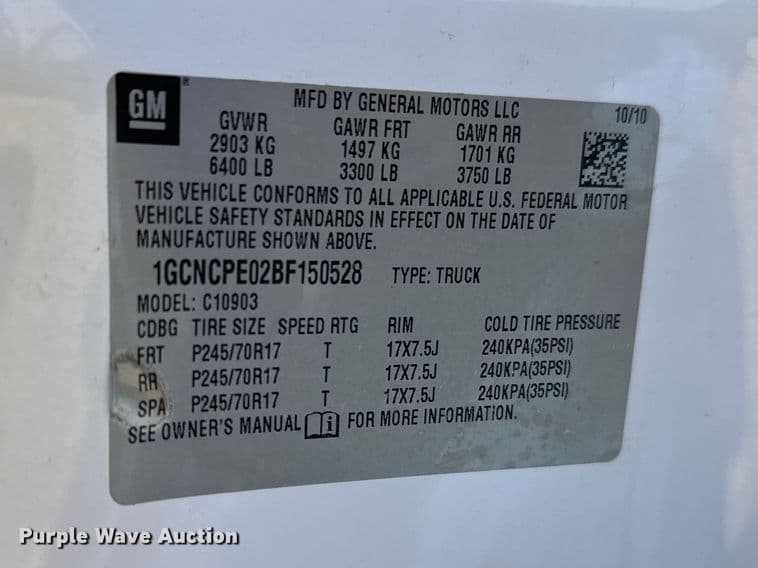 GM
MFD BY GENERAL MOTORS LLC 10/10
GVWR GAWR FRT GAWR RR
2903 KG 1497 KG 1701 KG
6400 LB 3300 LB 3750 LB
THIS VEHICLE CONFORMS TO ALL APPLICABLE U.S. FEDERAL MOTOR
VEHICLE SAFETY STANDARDS IN EFFECT ON THE DATE OF
MANUFACTURE SHOWN ABOVE.
1GCNCPE02BF150528 TYPE: TRUCK
MODEL: C10903
CDBG TIRE SIZE SPEED RTG RIM COLD TIRE PRESSURE
FRT P245/70R17 T 17X7.5J 240KPA(35PSI)
RR P245/70R17 T 17X7.5J 240KPA(35PSI)
SPA P245/70R17 T 17X7.5J 240KPA(35PSI)
SEE OWNER'S MANUAL i FOR MORE INFORMATION.
Purple Wave Auction